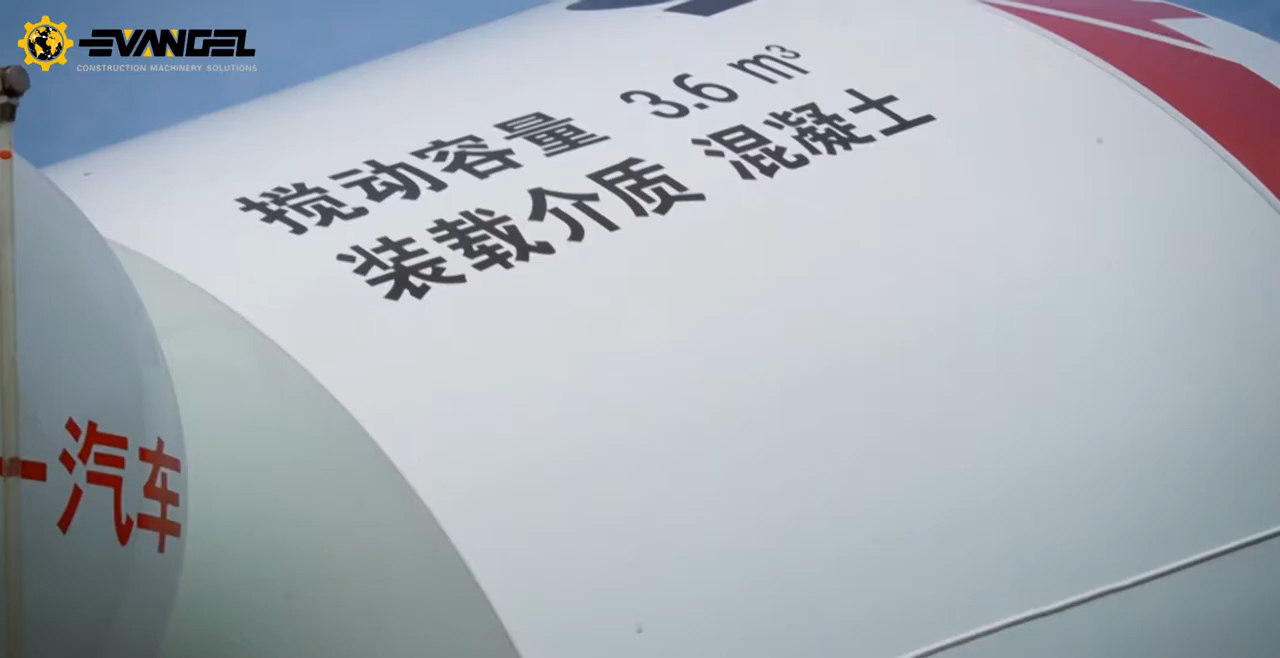 EVANGEL
CONSTRUCTION MACHINERY SOLUTIONS
搅动容量 3.6 m³
装载介质 混凝土
一汽车